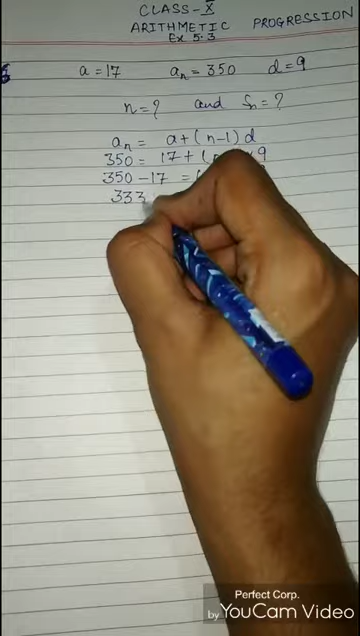 CLASS-X
ARITHMETIC PROGRESSION
Ex 5.3
a = 17 aₙ = 350 d = 9
n = ? and Sₙ = ?
aₙ = a + (n-1) d
350 = 17 + ( 9
350 - 17 =
333
Perfect Corp.
by YouCam Video